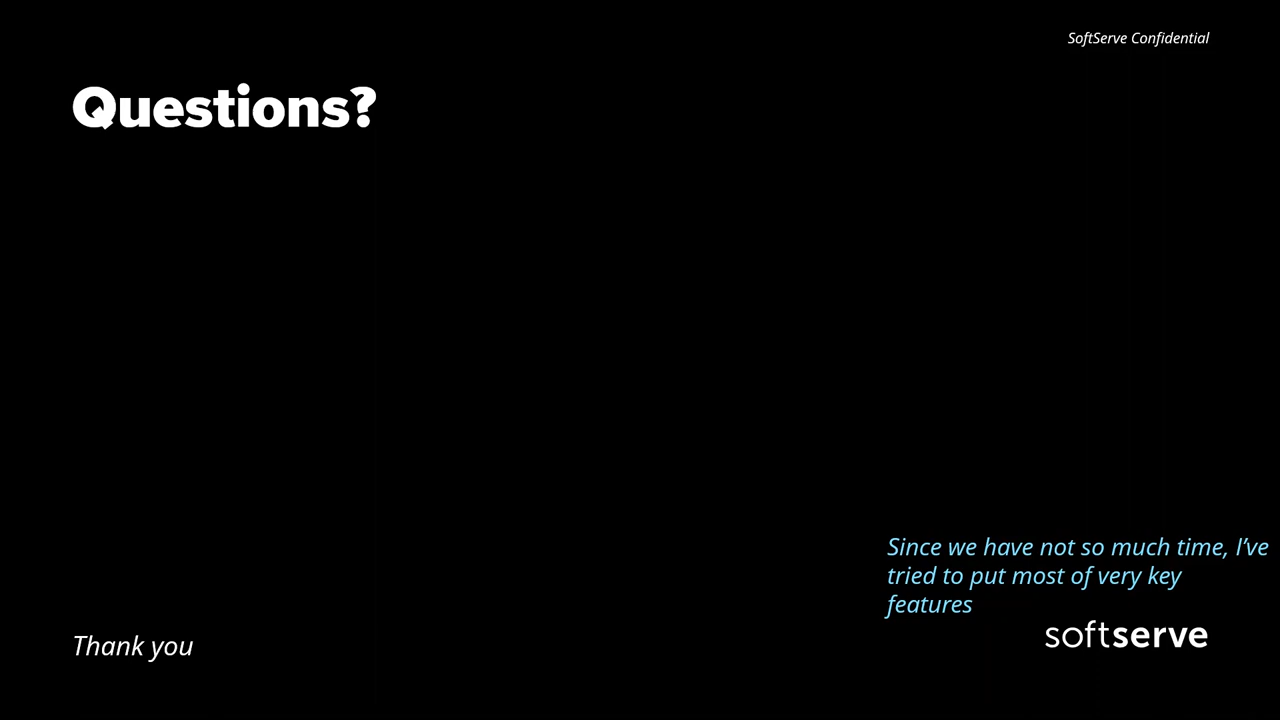 SoftServe Confidential
Questions?
Since we have not so much time, I’ve
tried to put most of very key
features
Thank you
softserve